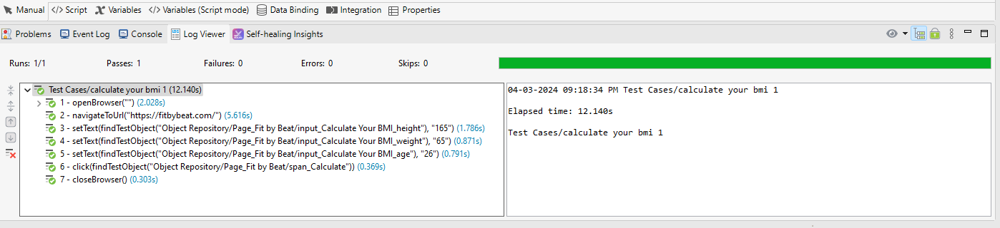 Manual </> Script Variables </> Variables (Script mode) Data Binding Integration Properties
Problems Event Log Console Log Viewer Self-healing Insights
Runs: 1/1 Passes: 1 Failures: 0 Errors: 0 Skips: 0
Test Cases/calculate your bmi 1 (12.140s)
1 - openBrowser("") (2.028s)
2 - navigateToUrl("https://fitbybeat.com/") (5.616s)
3 - setText(findTestObject("Object Repository/Page_Fit by Beat/input_Calculate Your BMI_height"), "165") (1.786s)
4 - setText(findTestObject("Object Repository/Page_Fit by Beat/input_Calculate Your BMI_weight"), "65") (0.871s)
5 - setText(findTestObject("Object Repository/Page_Fit by Beat/input_Calculate Your BMI_age"), "26") (0.791s)
6 - click(findTestObject("Object Repository/Page_Fit by Beat/span_Calculate")) (0.369s)
7 - closeBrowser() (0.303s)
04-03-2024 09:18:34 PM Test Cases/calculate your bmi 1
Elapsed time: 12.140s
Test Cases/calculate your bmi 1